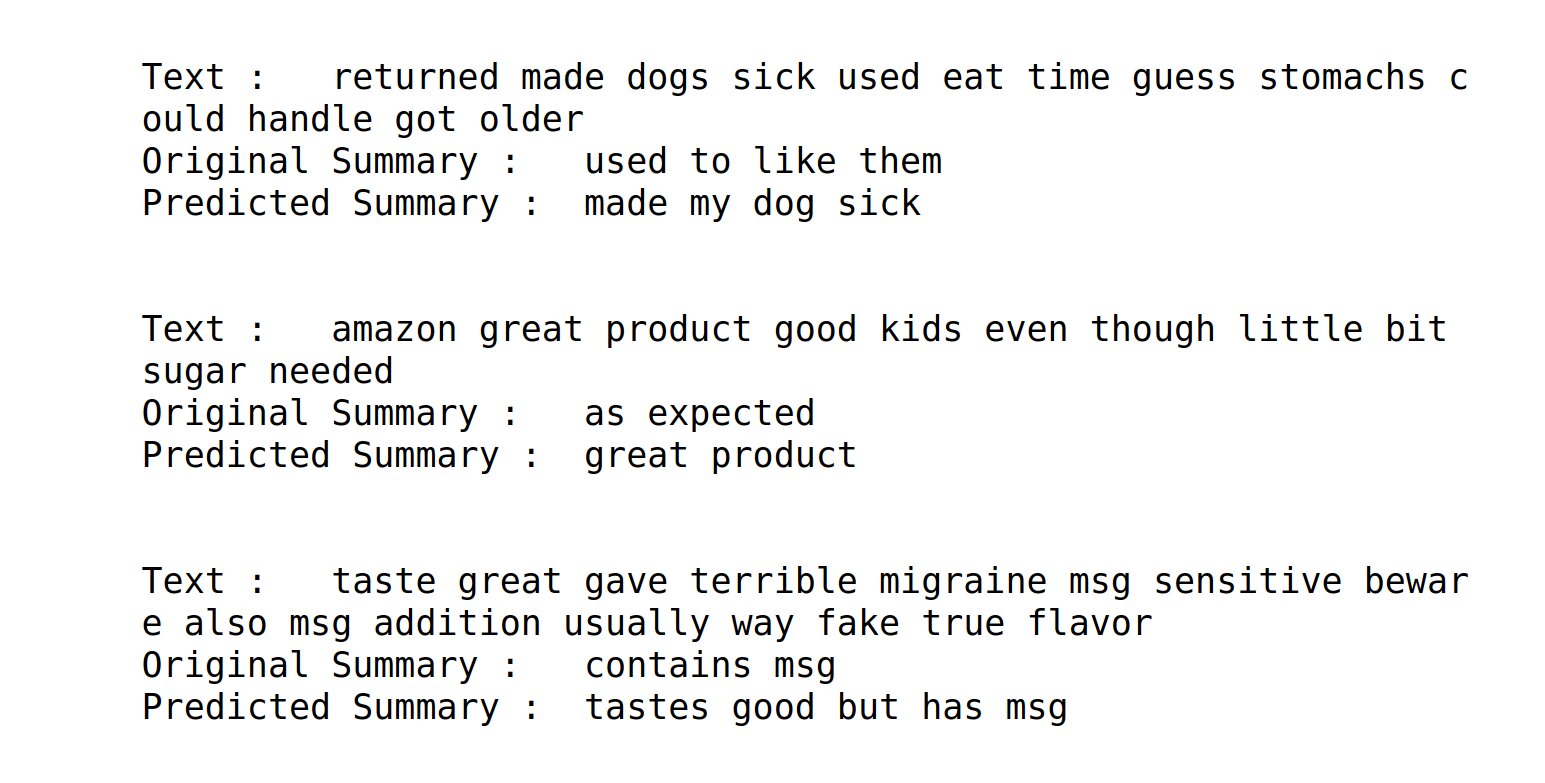 Text :   returned made dogs sick used eat time guess stomachs c
ould handle got older
Original Summary :   used to like them
Predicted Summary :  made my dog sick
Text :   amazon great product good kids even though little bit
sugar needed
Original Summary :   as expected
Predicted Summary :  great product
Text :   taste great gave terrible migraine msg sensitive bewar
e also msg addition usually way fake true flavor
Original Summary :   contains msg
Predicted Summary :  tastes good but has msg